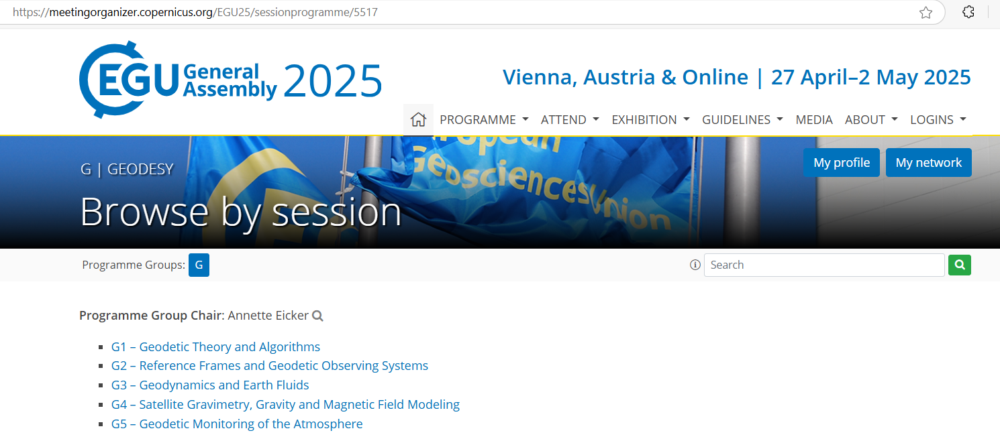 https://meetingorganizer.copernicus.org/EGU25/sessionprogramme/5517
EGU General Assembly 2025
Vienna, Austria & Online | 27 April–2 May 2025
PROGRAMME ATTEND EXHIBITION GUIDELINES MEDIA ABOUT LOGINS
European
Geosciences Union
G | GEODESY
My profile My network
Browse by session
Programme Groups: G
Search
Programme Group Chair: Annette Eicker
G1 – Geodetic Theory and Algorithms
G2 – Reference Frames and Geodetic Observing Systems
G3 – Geodynamics and Earth Fluids
G4 – Satellite Gravimetry, Gravity and Magnetic Field Modeling
G5 – Geodetic Monitoring of the Atmosphere